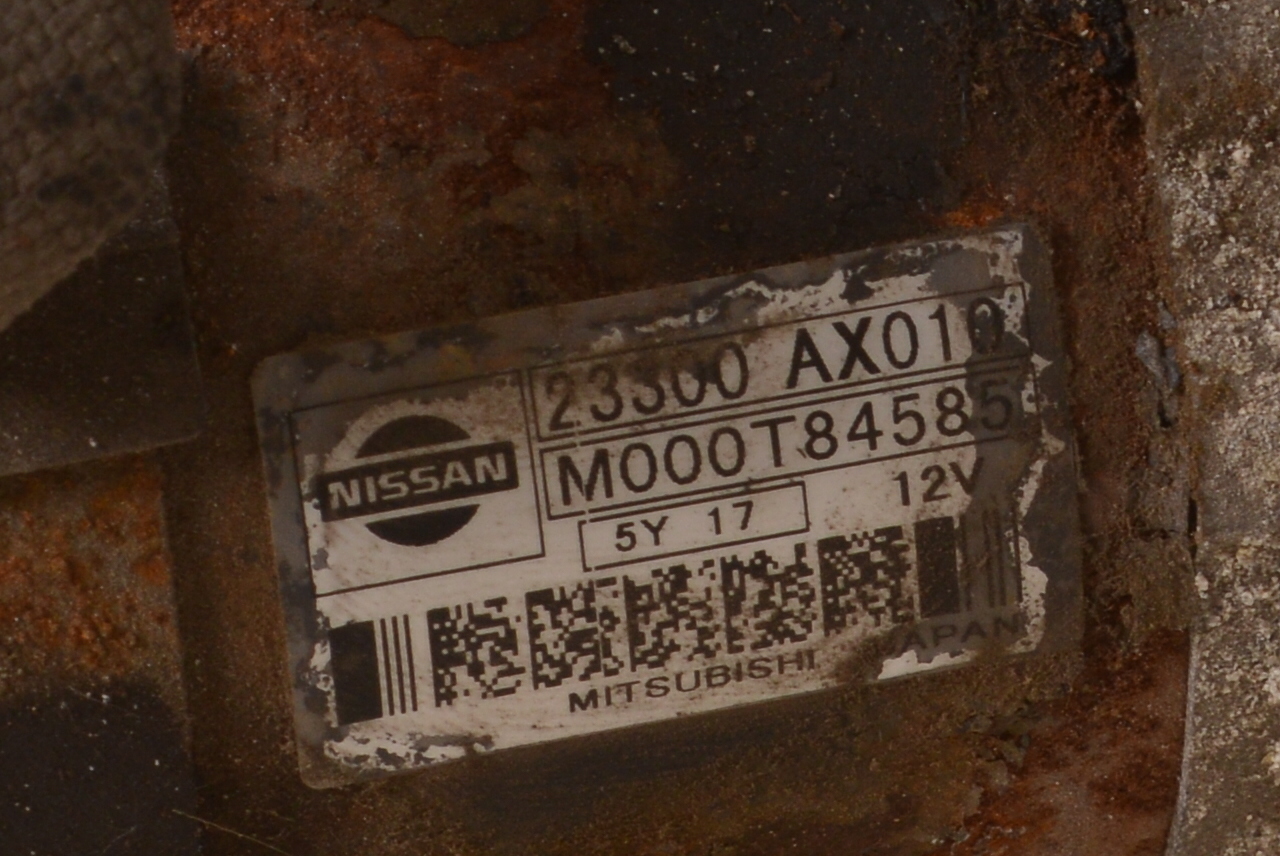 23300 AX010
NISSAN
M000T84585
5Y 17
12V
MITSUBISHI
JAPAN